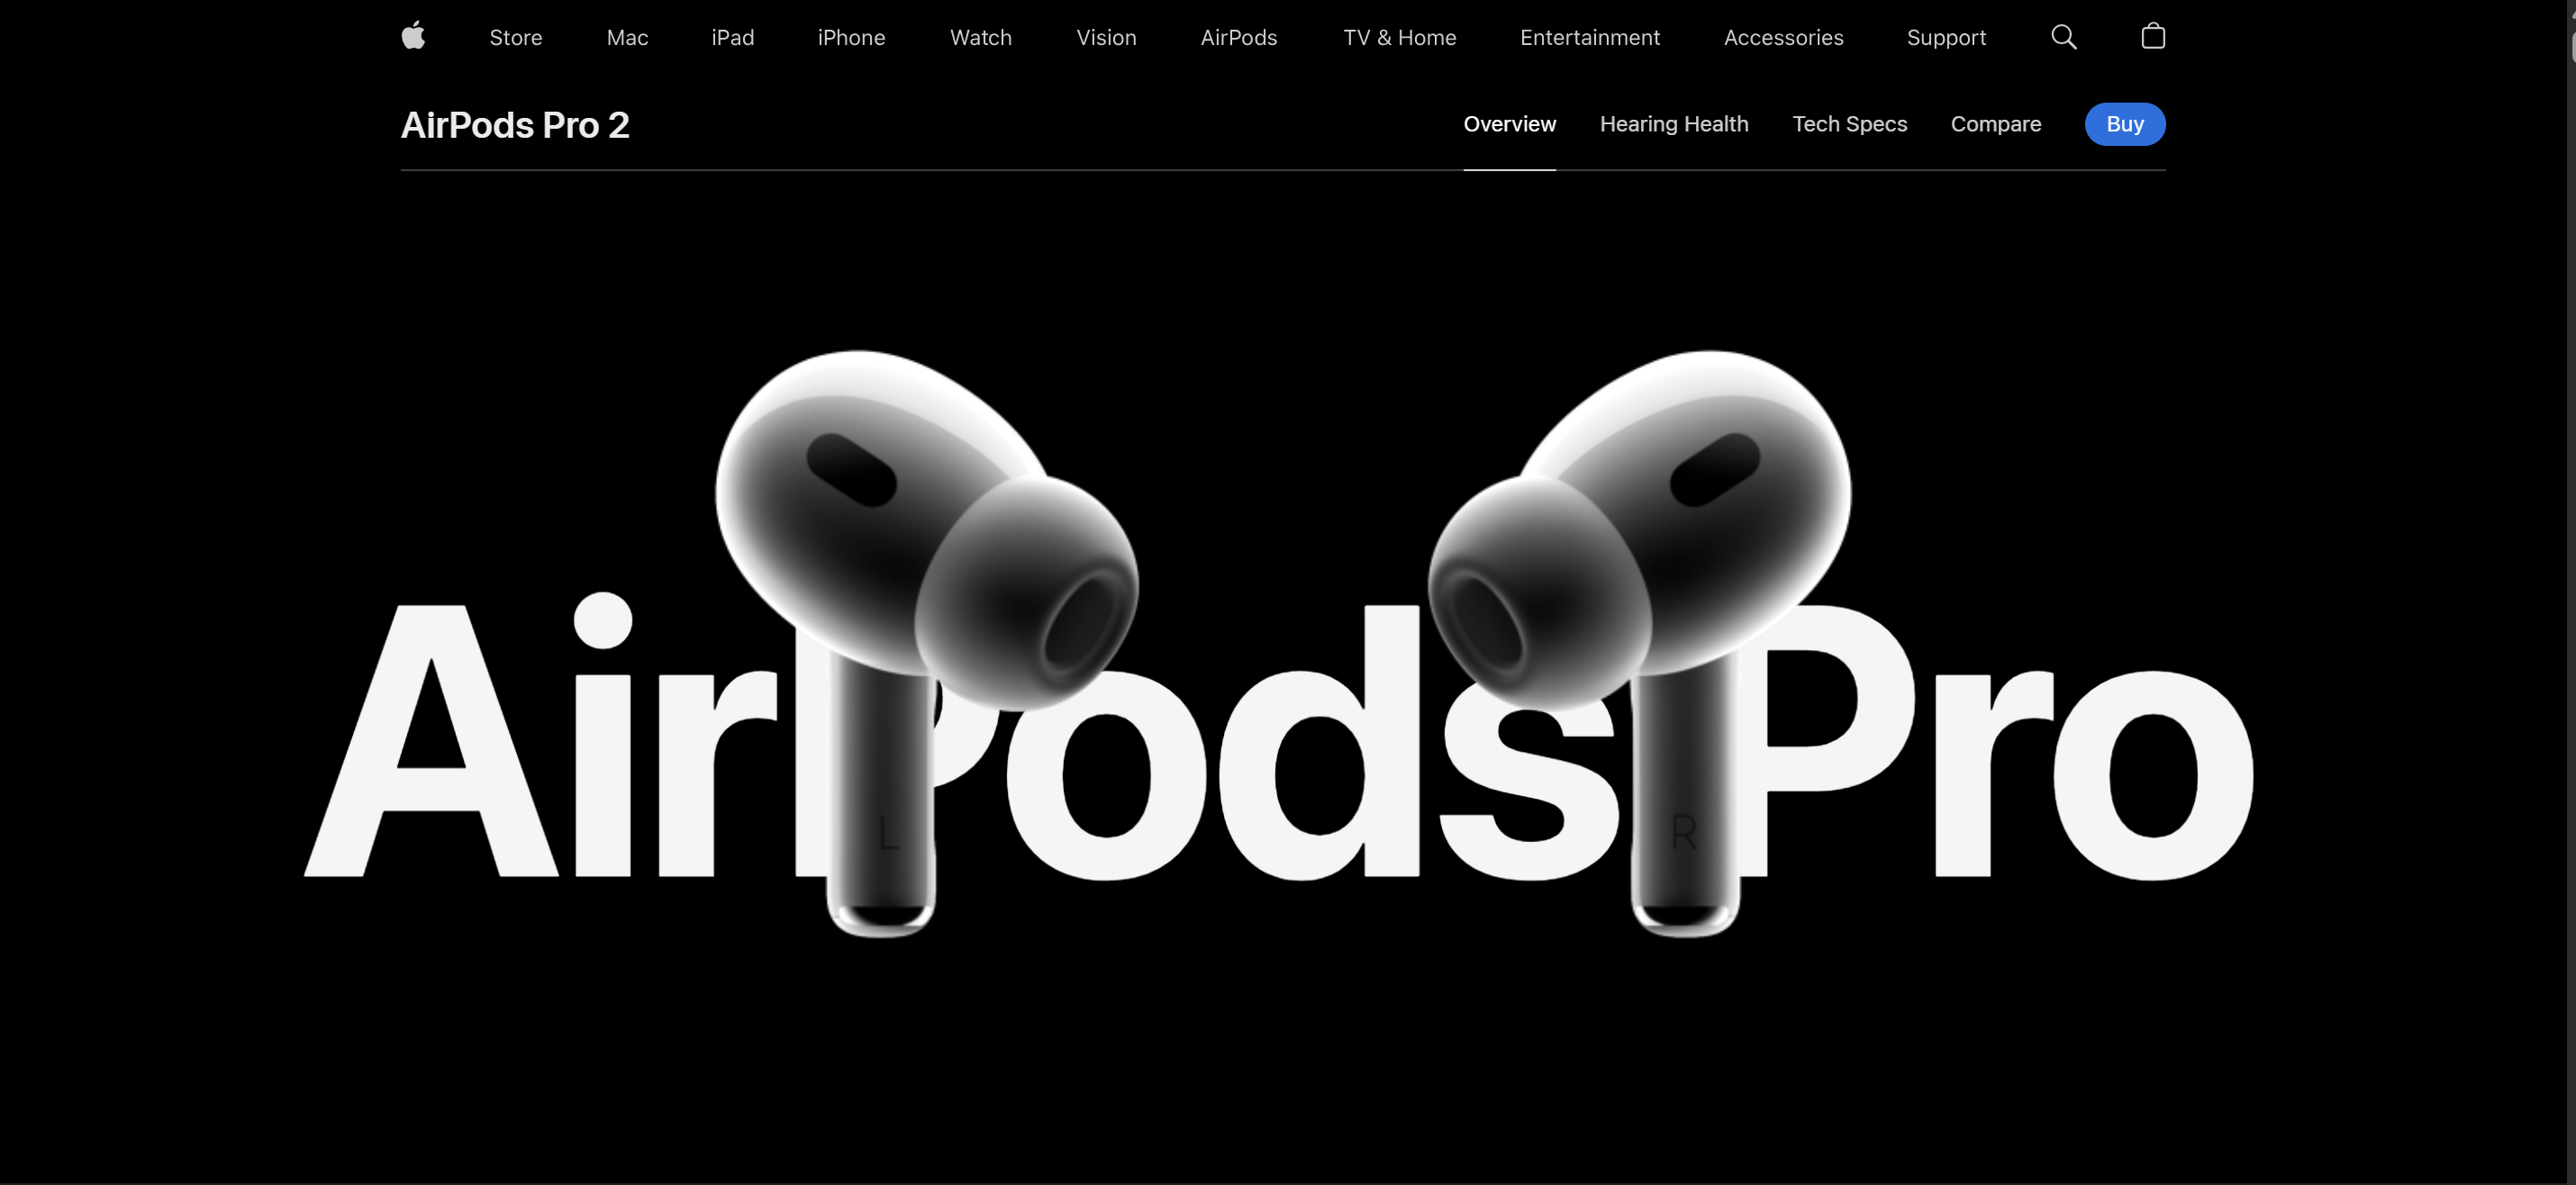 Store Mac iPad iPhone Watch Vision AirPods TV & Home Entertainment Accessories Support
AirPods Pro 2 Overview Hearing Health Tech Specs Compare Buy
AirPods Pro
L R